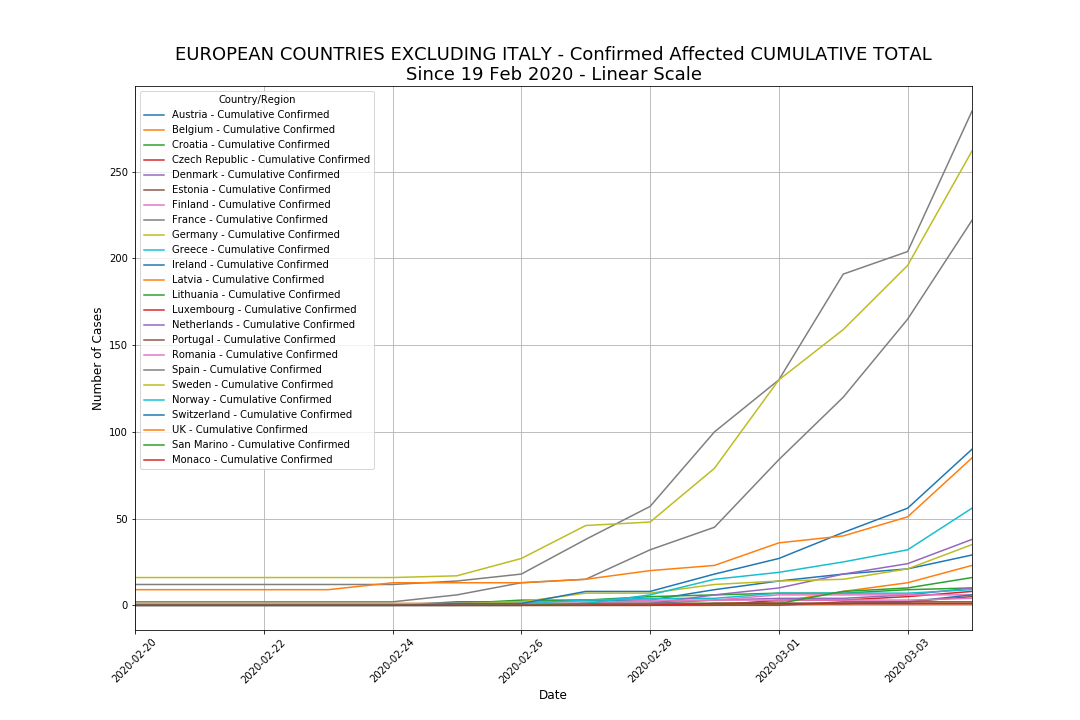 EUROPEAN COUNTRIES EXCLUDING ITALY - Confirmed Affected CUMULATIVE TOTAL
Since 19 Feb 2020 - Linear Scale
Country/Region
Austria - Cumulative Confirmed
Belgium - Cumulative Confirmed
Croatia - Cumulative Confirmed
Czech Republic - Cumulative Confirmed
Denmark - Cumulative Confirmed
Estonia - Cumulative Confirmed
Finland - Cumulative Confirmed
France - Cumulative Confirmed
Germany - Cumulative Confirmed
Greece - Cumulative Confirmed
Ireland - Cumulative Confirmed
Latvia - Cumulative Confirmed
Lithuania - Cumulative Confirmed
Luxembourg - Cumulative Confirmed
Netherlands - Cumulative Confirmed
Portugal - Cumulative Confirmed
Romania - Cumulative Confirmed
Spain - Cumulative Confirmed
Sweden - Cumulative Confirmed
Norway - Cumulative Confirmed
Switzerland - Cumulative Confirmed
UK - Cumulative Confirmed
San Marino - Cumulative Confirmed
Monaco - Cumulative Confirmed
Number of Cases
250
200
150
100
50
0
2020-02-20
2020-02-22
2020-02-24
2020-02-26
2020-02-28
2020-03-01
2020-03-03
Date